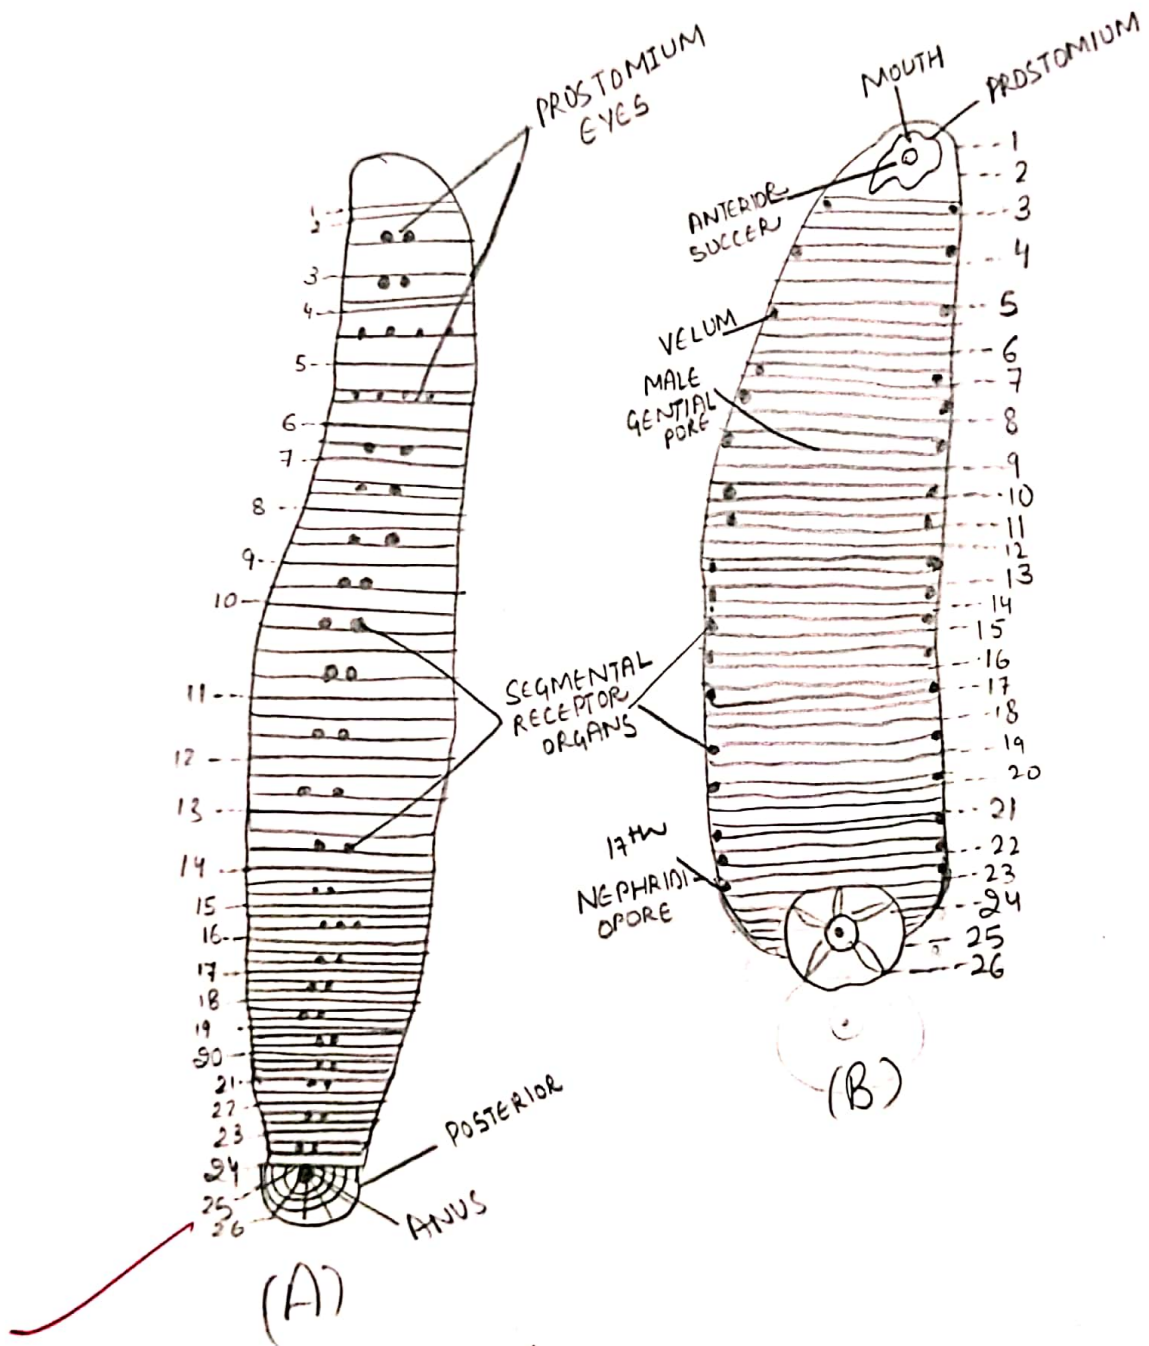 PROSTOMIUM
EYES
1
2
3
4
5
6
7
8
9
10
11
12
13
14
15
16
17
18
19
20
21
22
23
24
25
26
POSTERIOR
ANUS
(A)
SEGMENTAL
RECEPTOR
ORGANS
MOUTH
PROSTOMIUM
ANTERIOR
SUCCER
VELUM
MALE
GENTIAL
PORE
17th
NEPHRIDI
OPORE
1
2
3
4
5
6
7
8
9
10
11
12
13
14
15
16
17
18
19
20
21
22
23
24
25
26
(B)